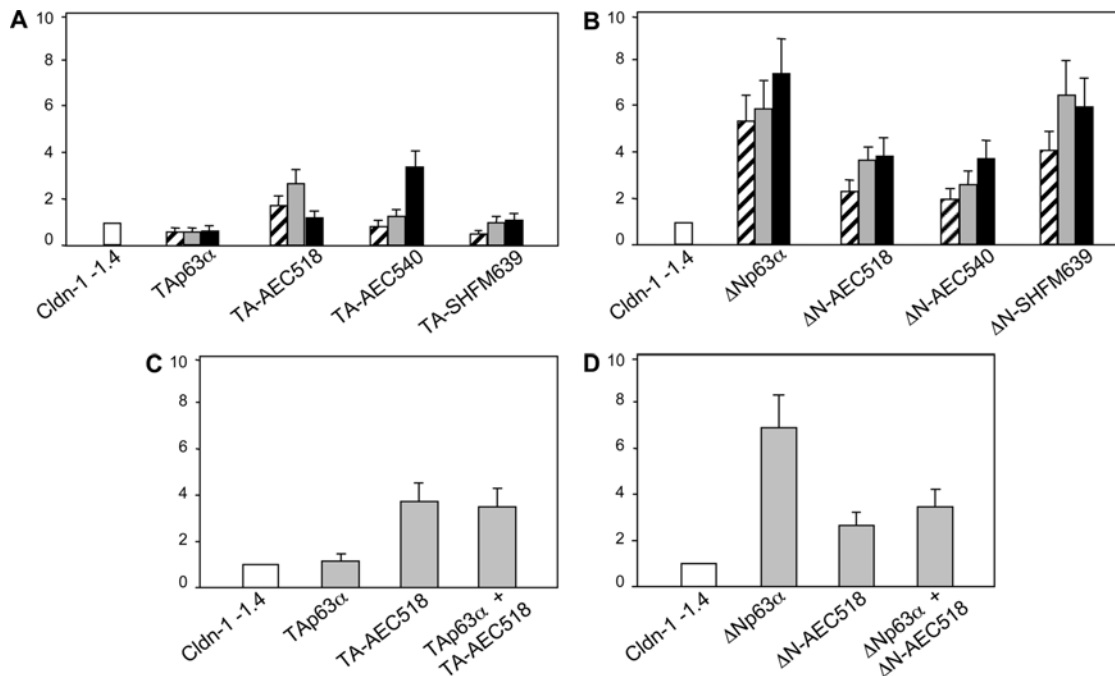 A
10
8
6
4
2
0
Cldn-1 -1.4
TAp63α
TA-AEC518
TA-AEC540
TA-SHFM639
B
10
8
6
4
2
0
Cldn-1 -1.4
ΔNp63α
ΔN-AEC518
ΔN-AEC540
ΔN-SHFM639
C
10
8
6
4
2
0
Cldn-1 -1.4
TAp63α
TA-AEC518
TAp63α +
TA-AEC518
D
10
8
6
4
2
0
Cldn-1 -1.4
ΔNp63α
ΔN-AEC518
ΔNp63α +
ΔN-AEC518